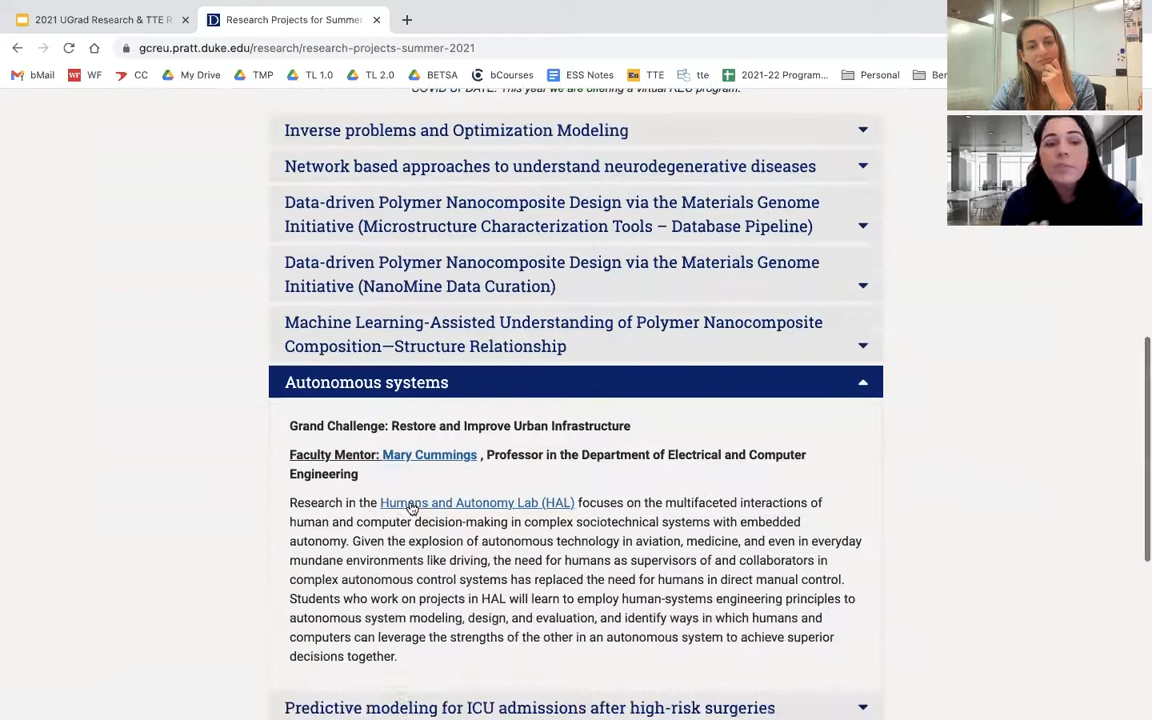 2021 UGrad Research & TTE R
Research Projects for Summer
gcreu.pratt.duke.edu/research/research-projects-summer-2021
bMail WF CC My Drive TMP TL 1.0 TL 2.0 BETSA bCourses ESS Notes TTE tte 2021-22 Program... Personal Ber
COVID UPDATE: This year we are offering a virtual REU program.
Inverse problems and Optimization Modeling
Network based approaches to understand neurodegenerative diseases
Data-driven Polymer Nanocomposite Design via the Materials Genome
Initiative (Microstructure Characterization Tools – Database Pipeline)
Data-driven Polymer Nanocomposite Design via the Materials Genome
Initiative (NanoMine Data Curation)
Machine Learning-Assisted Understanding of Polymer Nanocomposite
Composition—Structure Relationship
Autonomous systems
Grand Challenge: Restore and Improve Urban Infrastructure
Faculty Mentor: Mary Cummings , Professor in the Department of Electrical and Computer
Engineering
Research in the Humans and Autonomy Lab (HAL) focuses on the multifaceted interactions of
human and computer decision-making in complex sociotechnical systems with embedded
autonomy. Given the explosion of autonomous technology in aviation, medicine, and even in everyday
mundane environments like driving, the need for humans as supervisors of and collaborators in
complex autonomous control systems has replaced the need for humans in direct manual control.
Students who work on projects in HAL will learn to employ human-systems engineering principles to
autonomous system modeling, design, and evaluation, and identify ways in which humans and
computers can leverage the strengths of the other in an autonomous system to achieve superior
decisions together.
Predictive modeling for ICU admissions after high-risk surgeries